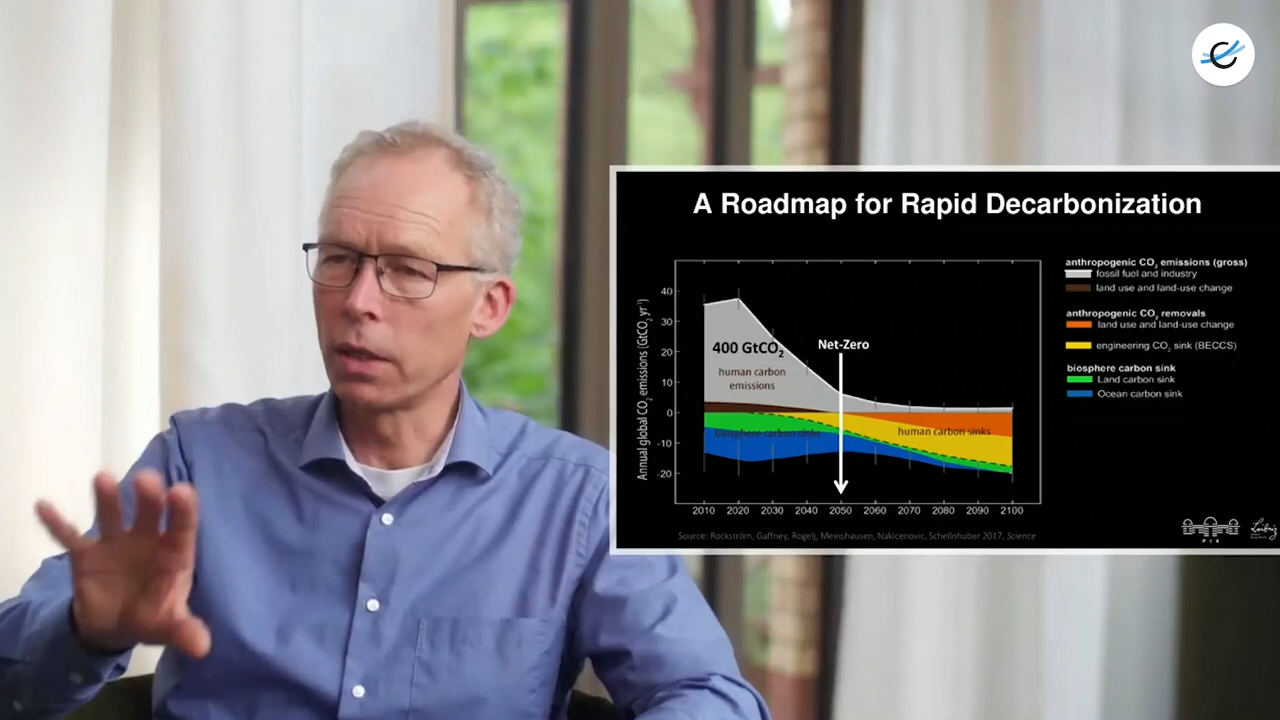 A Roadmap for Rapid Decarbonization
Annual global CO2 emissions (GtCO2 yr-1)
40
30
20
10
0
-10
-20
400 GtCO2
human carbon
emissions
Net-Zero
biosphere carbon sinks
human carbon sinks
2010 2020 2030 2040 2050 2060 2070 2080 2090 2100
anthropogenic CO2 emissions (gross)
fossil fuel and industry
land use and land-use change
anthropogenic CO2 removals
land use and land-use change
engineering CO2 sink (BECCS)
biosphere carbon sink
Land carbon sink
Ocean carbon sink
Source: Rockström, Gaffney, Rogelj, Meinshausen, Nakicenovic, Schellnhuber 2017, Science
PIK